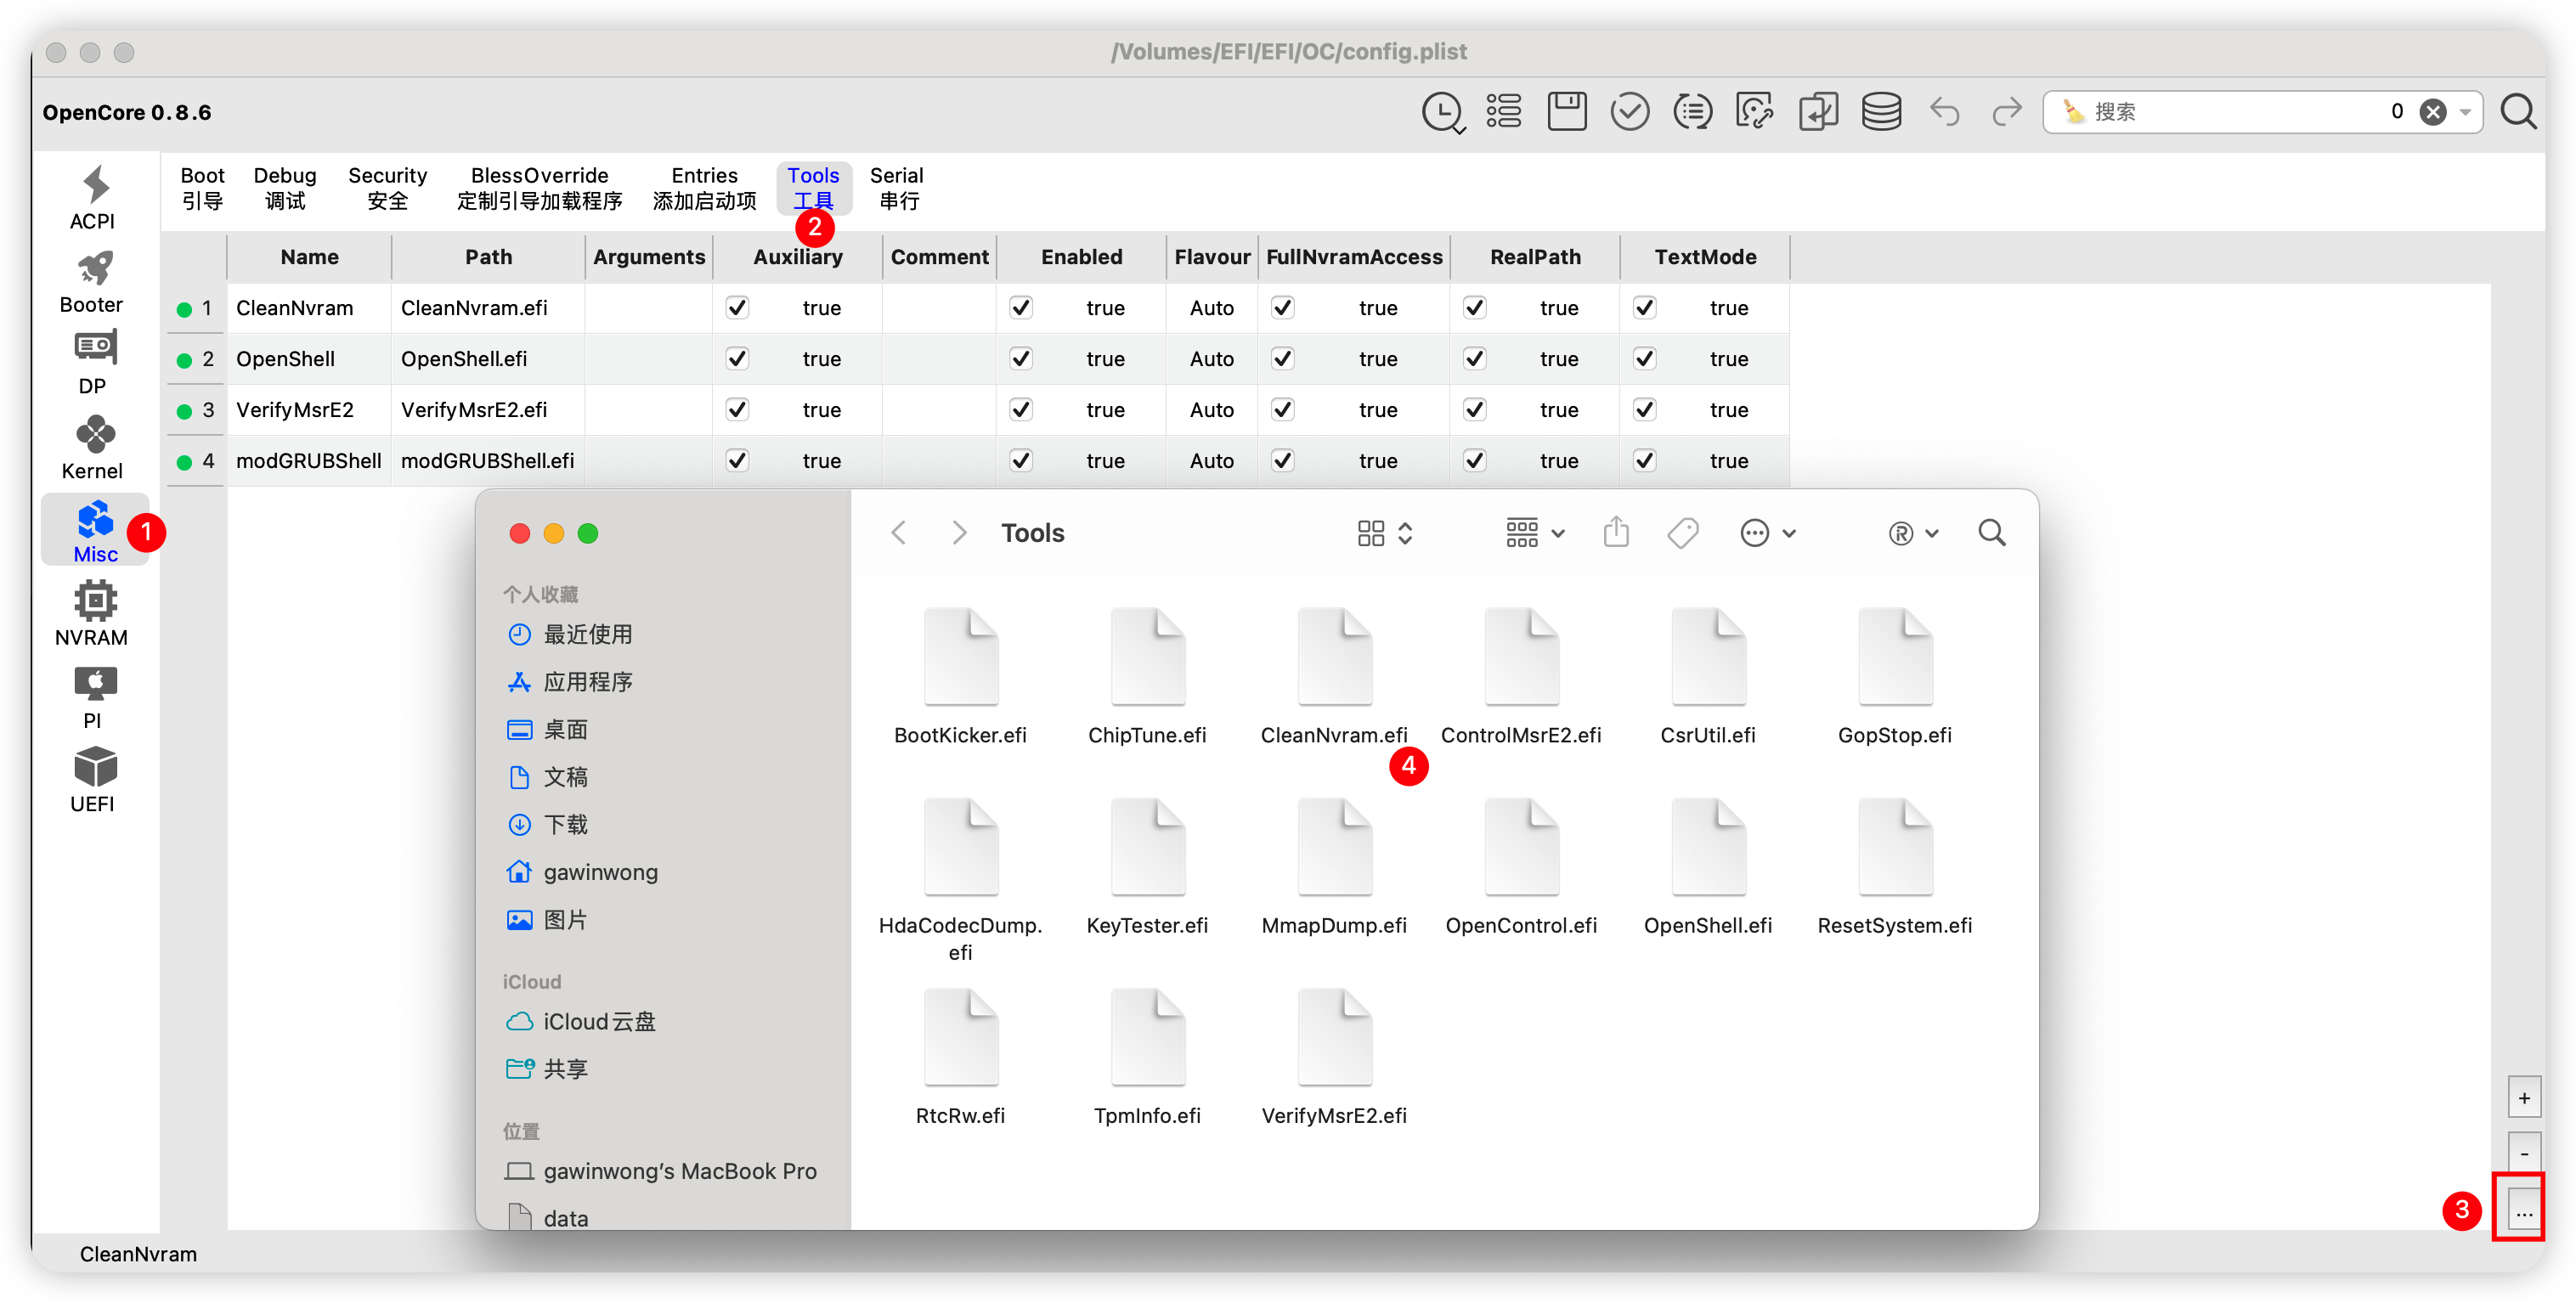 /Volumes/EFI/EFI/OC/config.plist
OpenCore 0.8.6
搜索 0
ACPI
Booter
DP
Kernel
Misc
1
NVRAM
PI
UEFI
Boot Debug Security BlessOverride Entries Tools Serial
引导 调试 安全 定制引导加载程序 添加启动项 工具 串行
2
Name Path Arguments Auxiliary Comment Enabled Flavour FullNvramAccess RealPath TextMode
1 CleanNvram CleanNvram.efi true true Auto true true true
2 OpenShell OpenShell.efi true true Auto true true true
3 VerifyMsrE2 VerifyMsrE2.efi true true Auto true true true
4 modGRUBShell modGRUBShell.efi true true Auto true true true
个人收藏
最近使用
应用程序
桌面
文稿
下载
gawinwong
图片
iCloud
iCloud云盘
共享
位置
gawinwong's MacBook Pro
data
Tools
BootKicker.efi ChipTune.efi CleanNvram.efi ControlMsrE2.efi CsrUtil.efi GopStop.efi
4
HdaCodecDump. KeyTester.efi MmapDump.efi OpenControl.efi OpenShell.efi ResetSystem.efi
efi
RtcRw.efi TpmInfo.efi VerifyMsrE2.efi
+
-
3
...
CleanNvram